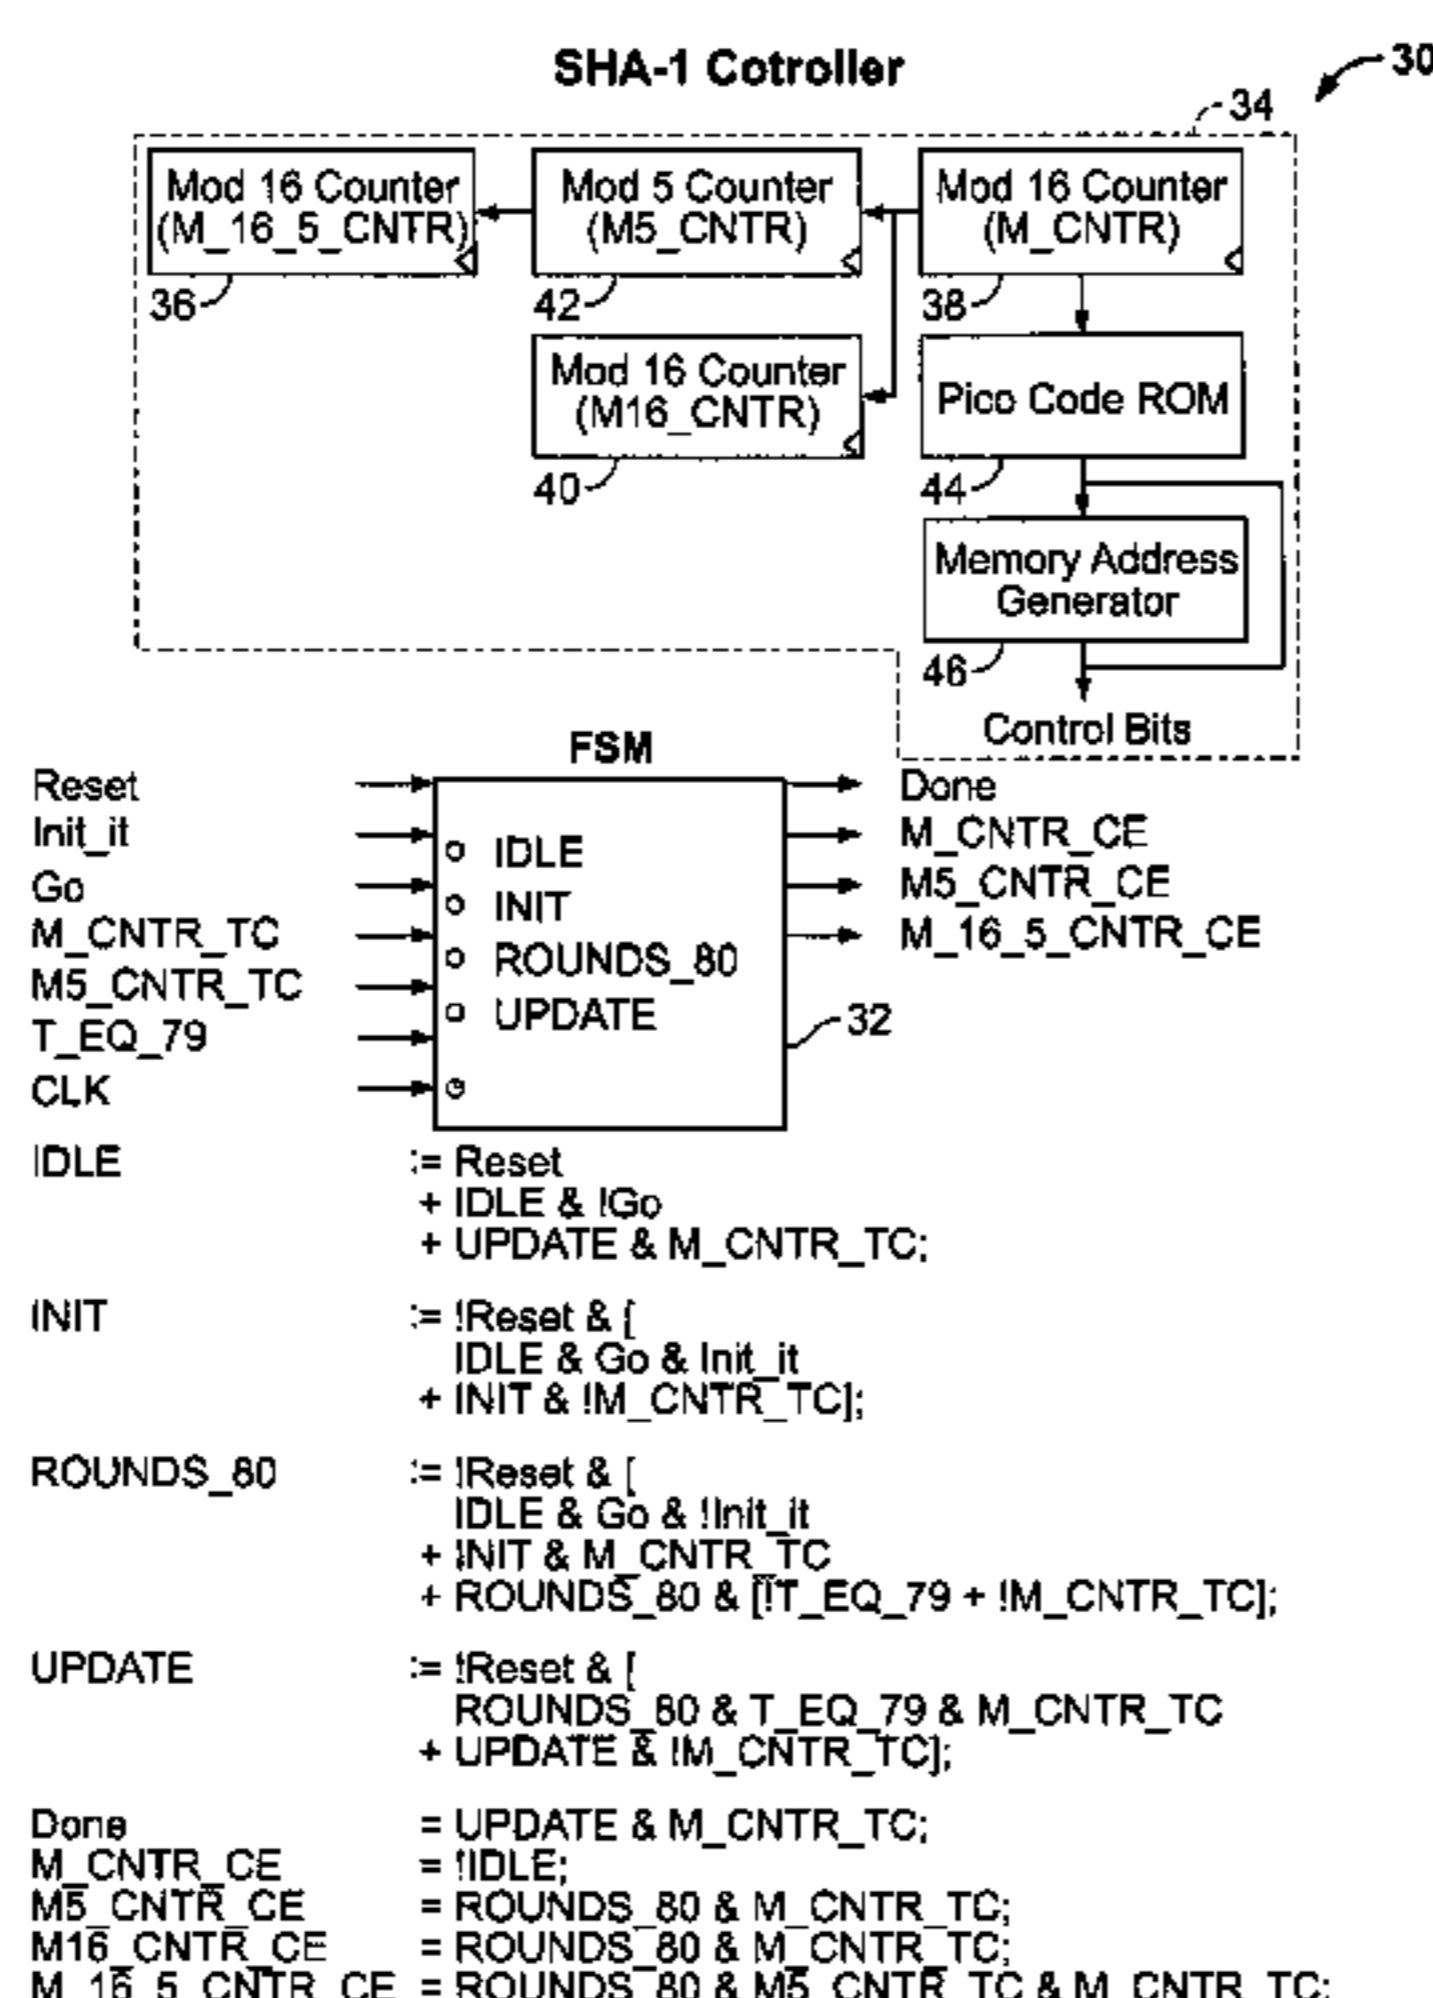 SHA-1 Cotroller
30
34
Mod 16 Counter
(M_16_5_CNTR)
36
Mod 5 Counter
(M5_CNTR)
42
Mod 16 Counter
(M_CNTR)
38
Mod 16 Counter
(M16_CNTR)
40
Pico Code ROM
44
Memory Address
Generator
46
Control Bits
FSM
Reset
Init_it
Go
M_CNTR_TC
M5_CNTR_TC
T_EQ_79
CLK
IDLE
INIT
ROUNDS_80
UPDATE
32
Done
M_CNTR_CE
M5_CNTR_CE
M_16_5_CNTR_CE
IDLE := Reset
+ IDLE & !Go
+ UPDATE & M_CNTR_TC;
INIT := !Reset & [
IDLE & Go & Init_it
+ INIT & !M_CNTR_TC];
ROUNDS_80 := !Reset & [
IDLE & Go & !Init_it
+ INIT & M_CNTR_TC
+ ROUNDS_80 & [!T_EQ_79 + !M_CNTR_TC];
UPDATE := !Reset & [
ROUNDS_80 & T_EQ_79 & M_CNTR_TC
+ UPDATE & !M_CNTR_TC];
Done = UPDATE & M_CNTR_TC;
M_CNTR_CE = !IDLE;
M5_CNTR_CE = ROUNDS_80 & M_CNTR_TC;
M16_CNTR_CE = ROUNDS_80 & M_CNTR_TC;
M_16_5_CNTR_CE = ROUNDS_80 & M5_CNTR_TC & M_CNTR_TC;